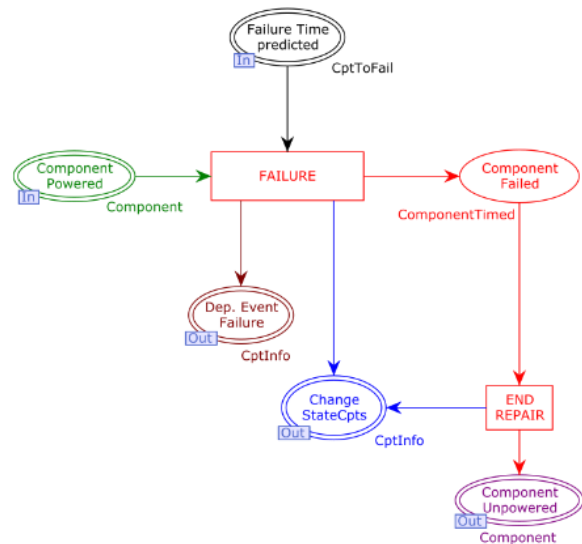 Failure Time
predicted
In
CptToFail
Component
Powered
In
Component
FAILURE
Component
Failed
ComponentTimed
Dep. Event
Failure
Out
CptInfo
Change
StateCpts
Out
CptInfo
END
REPAIR
Component
Unpowered
Out
Component